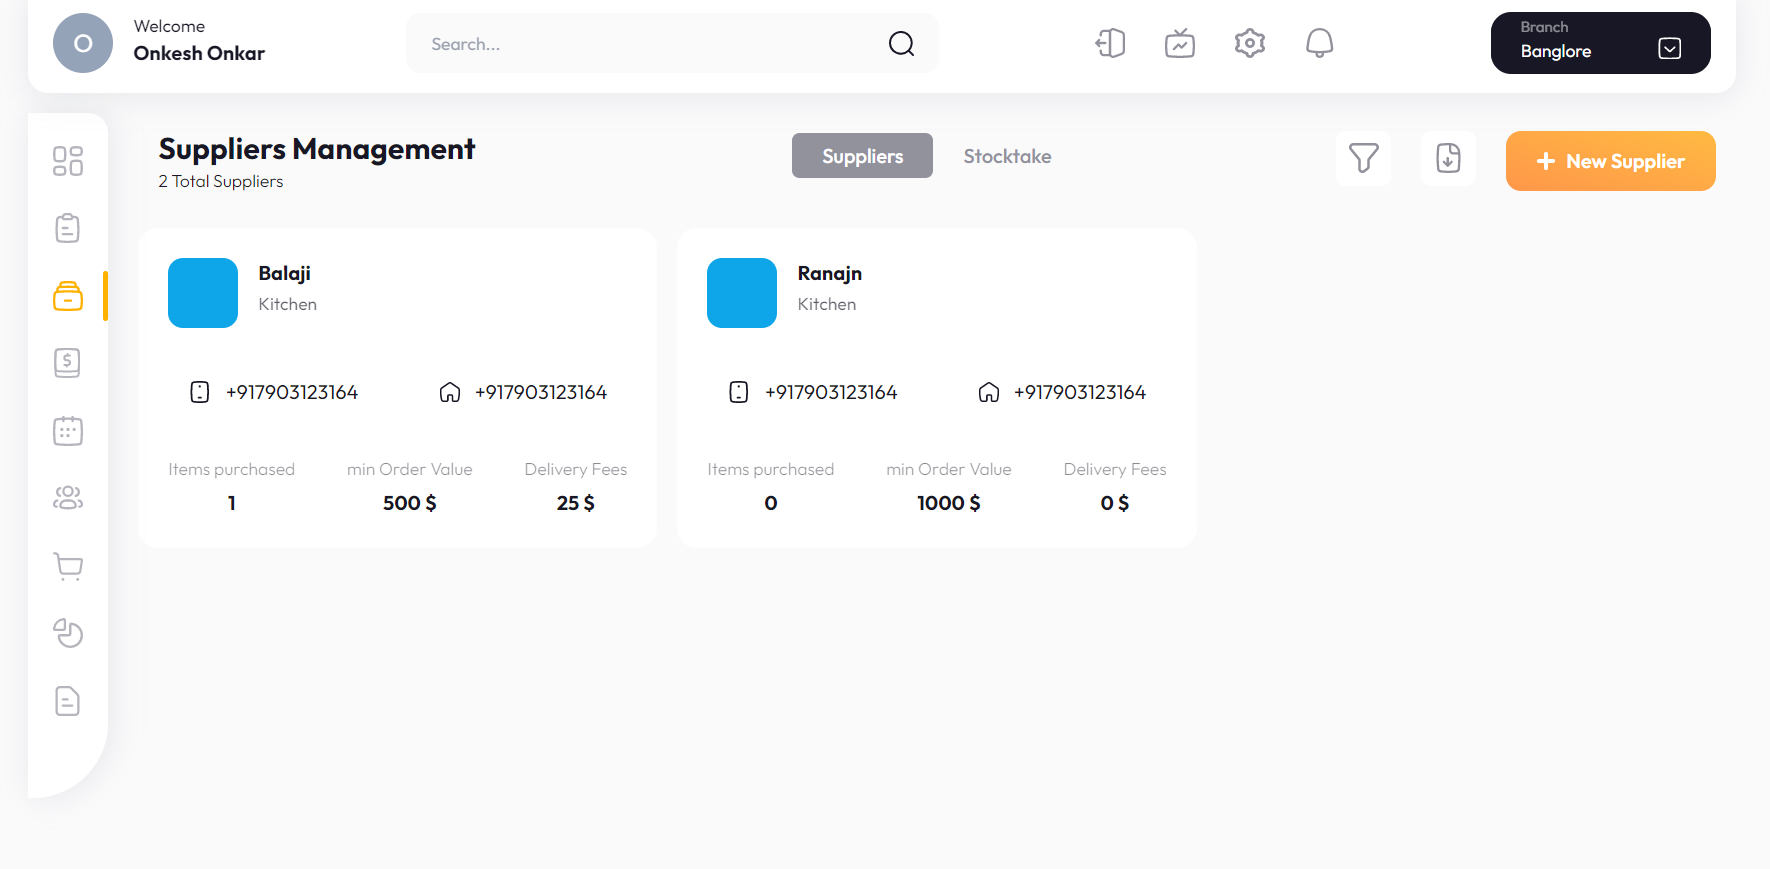 O
Welcome
Onkesh Onkar
Search...
Branch
Banglore
Suppliers Management
2 Total Suppliers
Suppliers
Stocktake
New Supplier
Balaji
Kitchen
+917903123164
+917903123164
Items purchased
min Order Value
Delivery Fees
1
500 $
25 $
Ranajn
Kitchen
+917903123164
+917903123164
Items purchased
min Order Value
Delivery Fees
0
1000 $
0 $